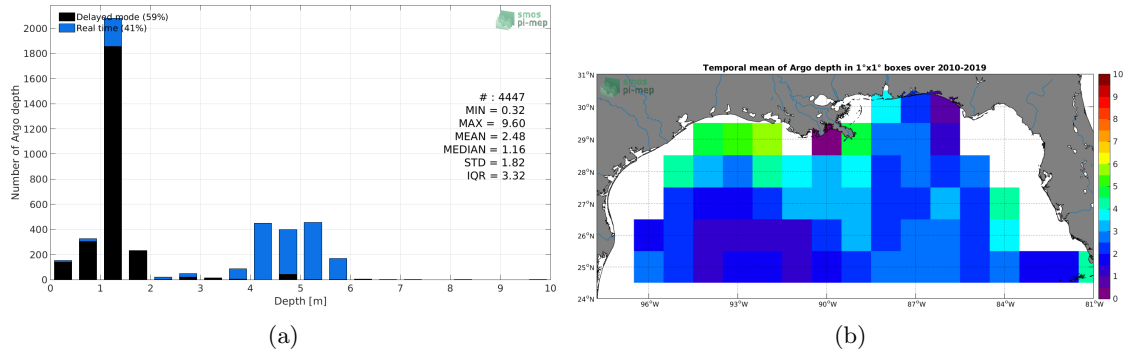 Delayed mode (59%)
Real time (41%)
smos
pi-mep
2000
1800
1600
1400
1200
1000
800
600
400
200
0
Number of Argo depth
# : 4447
MIN = 0.32
MAX = 9.60
MEAN = 2.48
MEDIAN = 1.16
STD = 1.82
IQR = 3.32
0 1 2 3 4 5 6 7 8 9 10
Depth [m]
(a)
Temporal mean of Argo depth in 1°x1° boxes over 2010-2019
smos
pi-mep
31°N
30°N
29°N
28°N
27°N
26°N
25°N
24°N
96°W 93°W 90°W 87°W 84°W 81°W
10
9
8
7
6
5
4
3
2
1
0
(b)